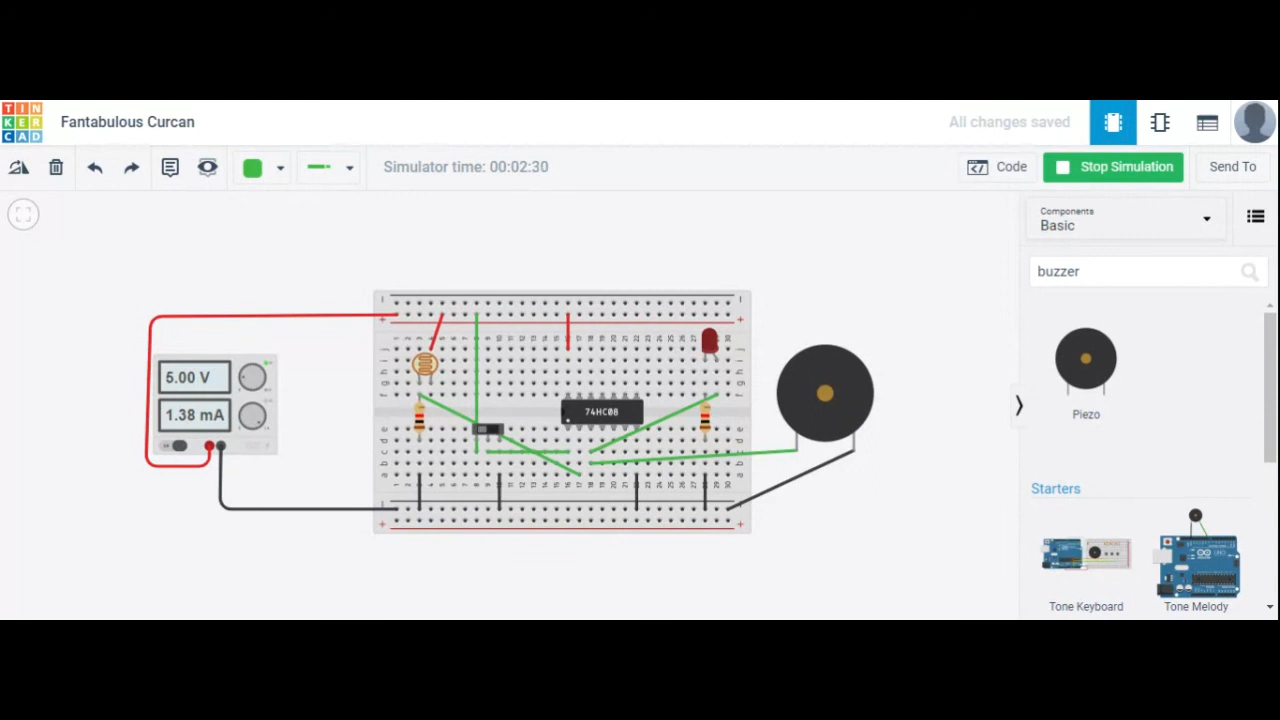 TIN
KER
CAD
Fantabulous Curcan
All changes saved
Simulator time: 00:02:30
Code
Stop Simulation
Send To
Components
Basic
buzzer
5.00 V
1.38 mA
74HC08
Piezo
Starters
Tone Keyboard
Tone Melody